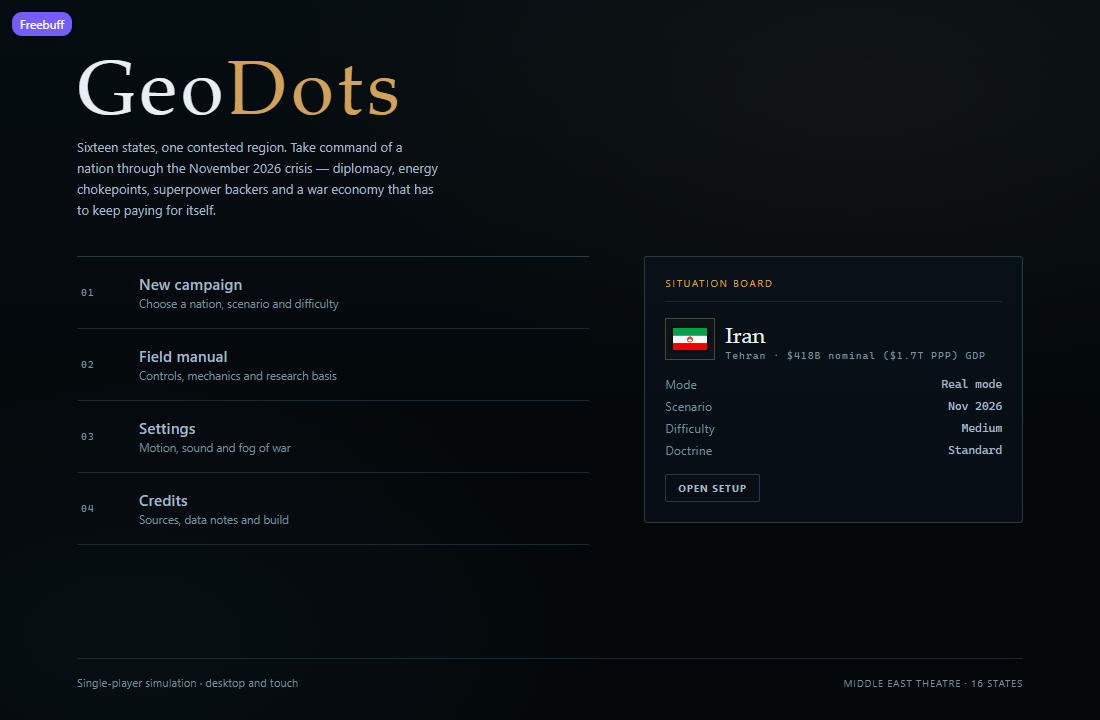 Freebuff
GeoDots
Sixteen states, one contested region. Take command of a
nation through the November 2026 crisis — diplomacy, energy
chokepoints, superpower backers and a war economy that has
to keep paying for itself.
01
New campaign
Choose a nation, scenario and difficulty
02
Field manual
Controls, mechanics and research basis
03
Settings
Motion, sound and fog of war
04
Credits
Sources, data notes and build
SITUATION BOARD
Iran
Tehran · $418B nominal ($1.7T PPP) GDP
Mode Real mode
Scenario Nov 2026
Difficulty Medium
Doctrine Standard
OPEN SETUP
Single-player simulation · desktop and touch
MIDDLE EAST THEATRE · 16 STATES